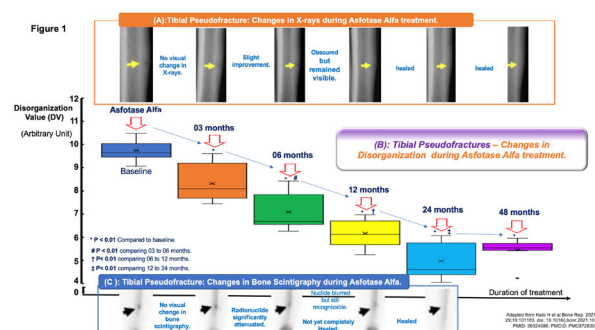 Figure 1
(A):Tibial Pseudofracture: Changes in X-rays during Asfotase Alfa treatment.
No visual
change in
X-rays.
Slight
improvement.
Obscured
but
remained
visible.
healed
healed
Disorganization
Value (DV)
(Arbitrary Unit)
12
11
10
9
8
7
6
5
4
0
Asfotase Alfa
Baseline
03 months
06 months
12 months
24 months
48 months
*
*
#
*
†
*
‡
*
(B): Tibial Pseudofractures – Changes in
Disorganization during Asfotase Alfa treatment.
* P < 0.01 Compared to baseline.
# P < 0.01 comparing 03 to 06 months.
† P< 0.01 comparing 06 to 12 months.
‡ P< 0.01 comparing 12 to 24 months.
(C ): Tibial Pseudofracture: Changes in Bone Scintigraphy during Asfotase Alfa.
Duration of treatment
No visual
change in
bone
scintigraphy.
Radionuclide
significantly
attenuated.
Nuclide blurred
but still
recognizable.
Not yet completely
Healed
Healed
Adapted from Kato H et al Bone Rep. 2021
PMID: 35024386; PMCID: